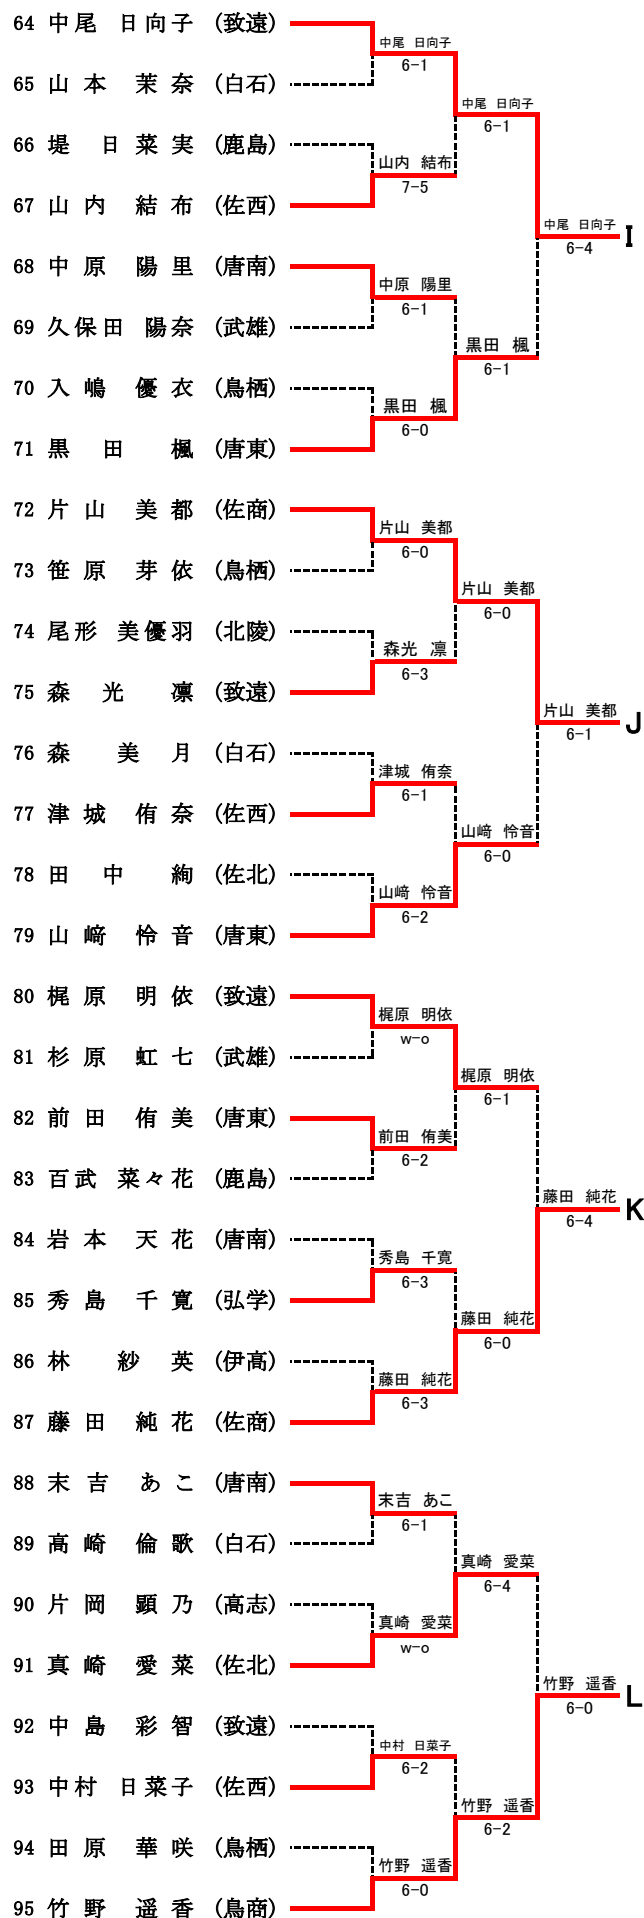 64 中尾 日向子 (致遠)
中尾 日向子
6-1
65 山本 茉奈 (白石)
中尾 日向子
6-1
66 堤 日菜実 (鹿島)
山内 結布
7-5
67 山内 結布 (佐西)
中尾 日向子 I
6-4
68 中原 陽里 (唐南)
中原 陽里
6-1
69 久保田 陽奈 (武雄)
黒田 楓
6-1
70 入嶋 優衣 (鳥栖)
黒田 楓
6-0
71 黒田 楓 (唐東)
72 片山 美都 (佐商)
片山 美都
6-0
73 笹原 芽依 (鳥栖)
片山 美都
6-0
74 尾形 美優羽 (北陵)
森光 凛
6-3
75 森光 凛 (致遠)
片山 美都 J
6-1
76 森 美月 (白石)
津城 侑奈
6-1
77 津城 侑奈 (佐西)
山﨑 怜音
6-0
78 田中 絢 (佐北)
山﨑 怜音
6-2
79 山﨑 怜音 (唐東)
80 梶原 明依 (致遠)
梶原 明依
w-o
81 杉原 虹七 (武雄)
梶原 明依
6-1
82 前田 侑美 (唐東)
前田 侑美
6-2
83 百武 菜々花 (鹿島)
藤田 純花 K
6-4
84 岩本 天花 (唐南)
秀島 千寛
6-3
85 秀島 千寛 (弘学)
藤田 純花
6-0
86 林 紗英 (伊高)
藤田 純花
6-3
87 藤田 純花 (佐商)
88 末吉 あこ (唐南)
末吉 あこ
6-1
89 高崎 倫歌 (白石)
真崎 愛菜
6-4
90 片岡 顕乃 (高志)
真崎 愛菜
w-o
91 真崎 愛菜 (佐北)
竹野 遥香 L
6-0
92 中島 彩智 (致遠)
中村 日菜子
6-2
93 中村 日菜子 (佐西)
竹野 遥香
6-2
94 田原 華咲 (鳥栖)
竹野 遥香
6-0
95 竹野 遥香 (鳥商)